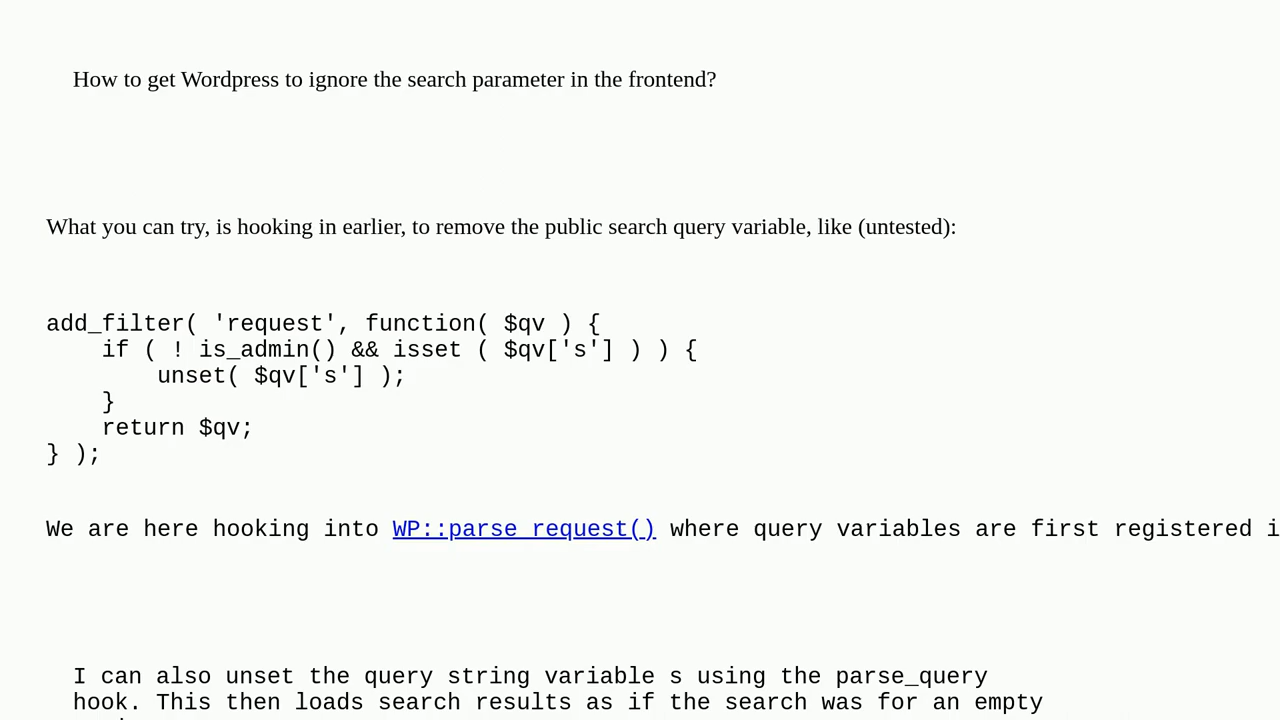 How to get Wordpress to ignore the search parameter in the frontend?
What you can try, is hooking in earlier, to remove the public search query variable, like (untested):
add_filter( 'request', function( $qv ) {
    if ( ! is_admin() && isset ( $qv['s'] ) ) {
        unset( $qv['s'] );
    }
    return $qv;
} );
We are here hooking into WP::parse_request() where query variables are first registered
I can also unset the query string variable s using the parse_query
hook. This then loads search results as if the search was for an empty